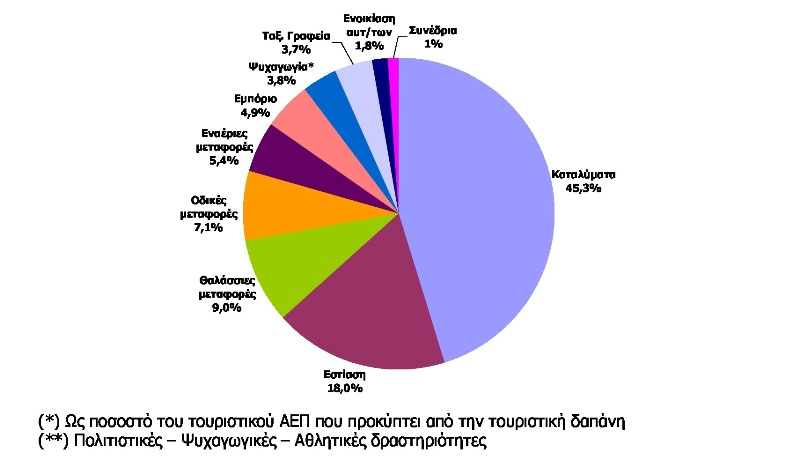 Ενοικίαση
αυτ/των
1,8%
Συνέδρια
1%
Ταξ. Γραφεία
3,7%
Ψυχαγωγία*
3,8%
Εμπόριο
4,9%
Εναέριες
μεταφορές
5,4%
Καταλύματα
45,3%
Οδικές
μεταφορές
7,1%
Θαλάσσιες
μεταφορές
9,0%
Εστίαση
18,0%
(*) Ως ποσοστό του τουριστικού ΑΕΠ που προκύπτει από την τουριστική δαπάνη
(**) Πολιτιστικές – Ψυχαγωγικές – Αθλητικές δραστηριότητες